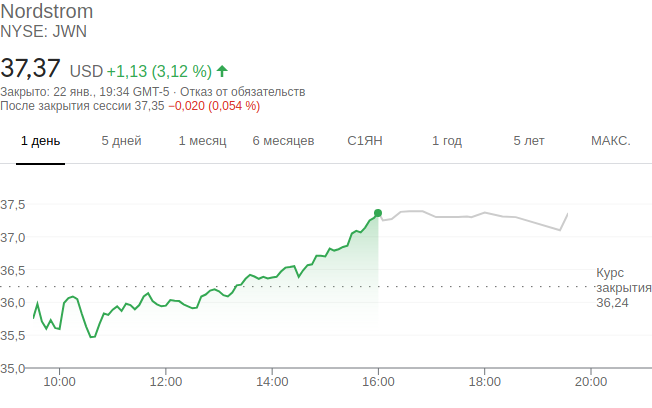 Nordstrom
NYSE: JWN
37,37 USD +1,13 (3,12 %)
Закрыто: 22 янв., 19:34 GMT-5 · Отказ от обязательств
После закрытия сессии 37,35 −0,020 (0,054 %)
1 день 5 дней 1 месяц 6 месяцев С1ЯН 1 год 5 лет МАКС.
37,5
37,0
36,5
36,0
35,5
35,0
Курс
закрытия
36,24
10:00 12:00 14:00 16:00 18:00 20:00